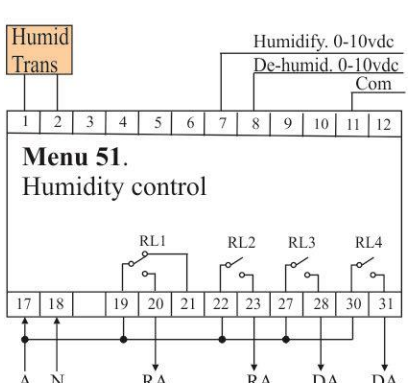 Humid
Trans
Humidify. 0-10vdc
De-humid. 0-10vdc
Com
1 2 3 4 5 6 7 8 9 10 11 12
Menu 51.
Humidity control
RL1 RL2 RL3 RL4
17 18 19 20 21 22 23 27 28 30 31
A N RA RA DA DA